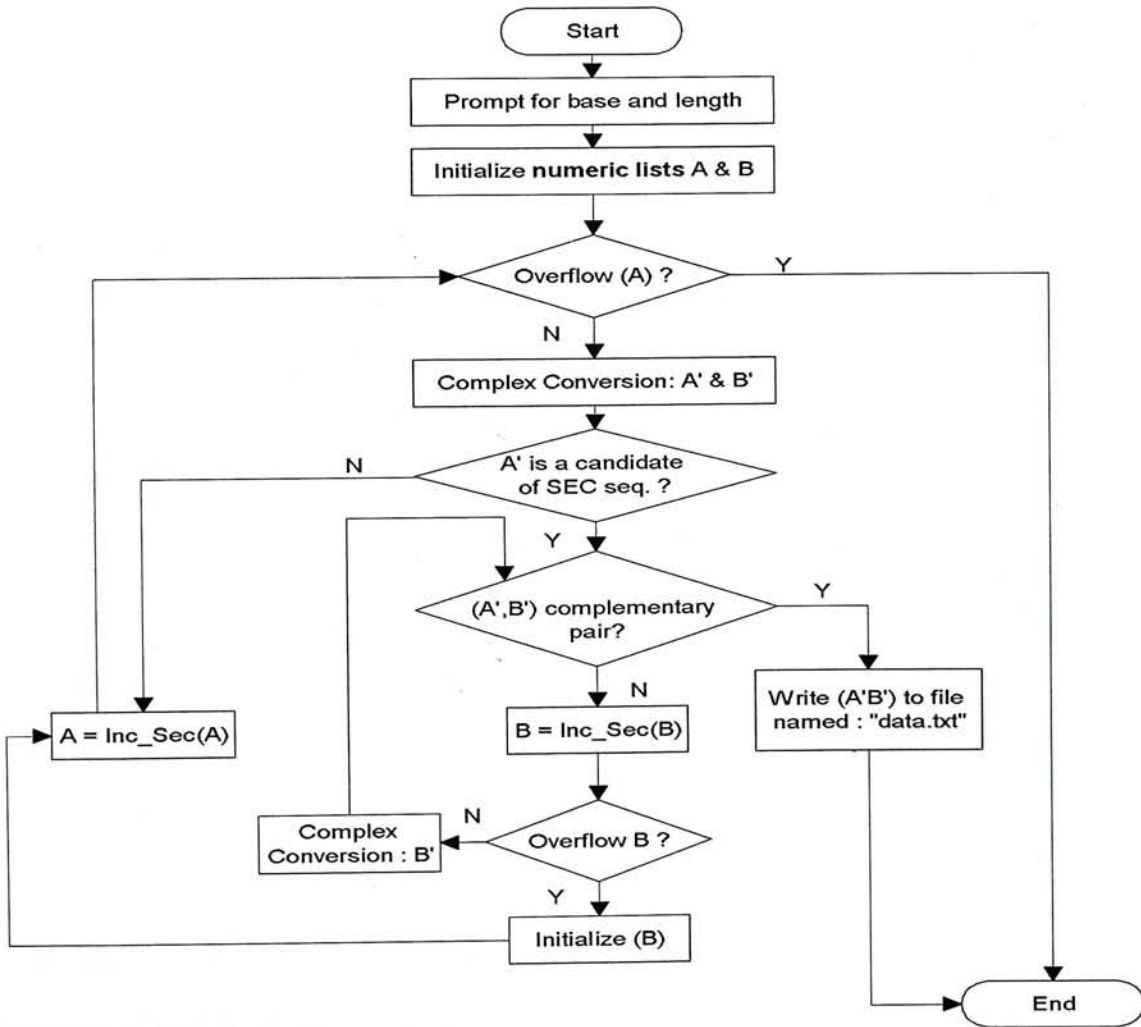 Start
Prompt for base and length
Initialize numeric lists A & B
Overflow (A) ?
Y
N
Complex Conversion: A' & B'
N
A' is a candidate
of SEC seq. ?
Y
(A',B') complementary
pair?
Y
N
Write (A'B') to file
named : "data.txt"
A = Inc_Sec(A)
B = Inc_Sec(B)
N
Complex
Conversion : B'
Overflow B ?
Y
Initialize (B)
End